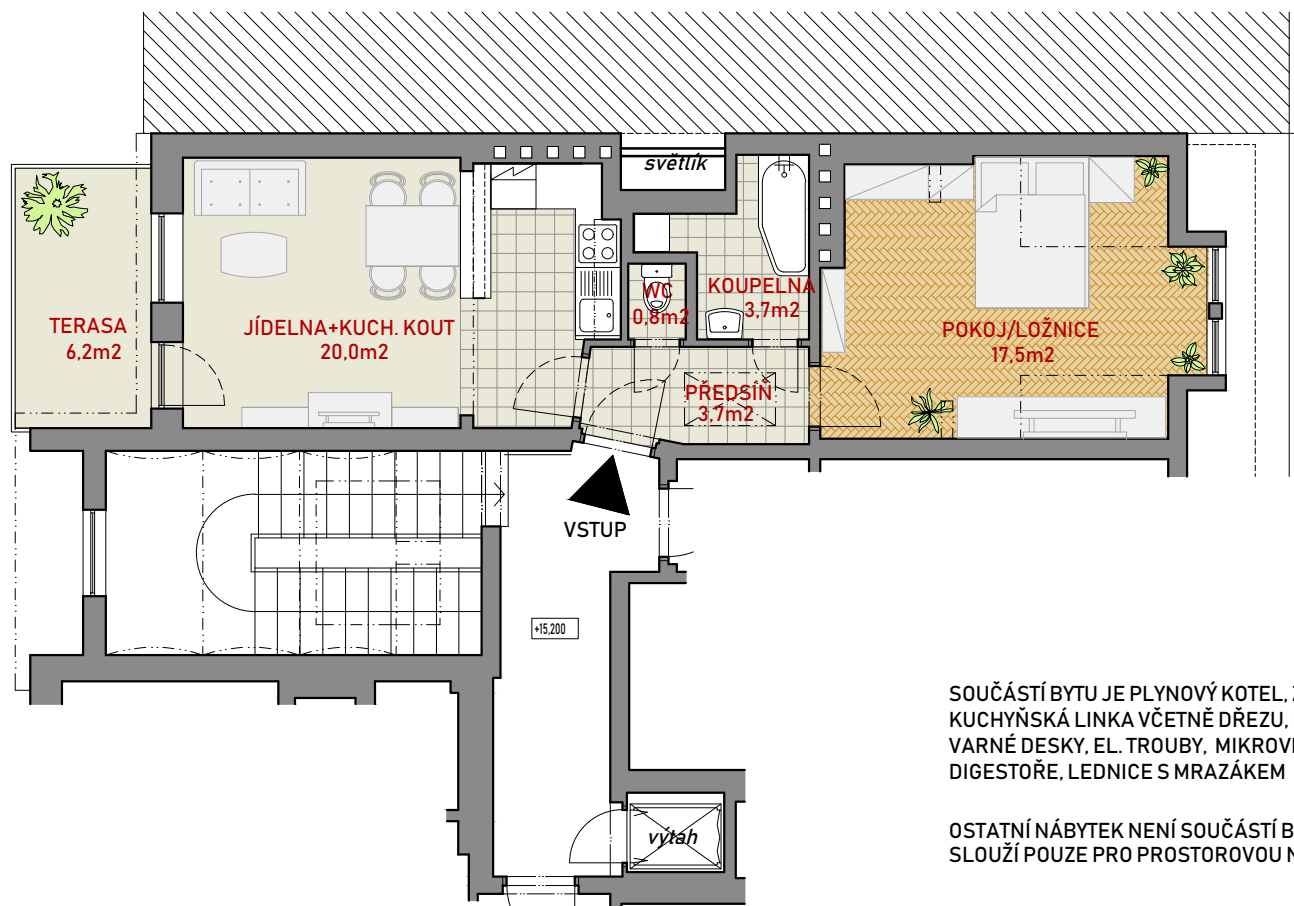 světlík
TERASA
6,2m2
JÍDELNA+KUCH. KOUT
20,0m2
WC
0,8m2
KOUPELNA
3,7m2
POKOJ/LOŽNICE
17,5m2
PŘEDSÍŇ
3,7m2
VSTUP
+15,200
výtah
SOUČÁSTÍ BYTU JE PLYNOVÝ KOTEL,
KUCHYŇSKÁ LINKA VČETNĚ DŘEZU,
VARNÉ DESKY, EL. TROUBY,
DIGESTOŘE, LEDNICE S MRAZÁKEM
OSTATNÍ NÁBYTEK NENÍ SOUČÁSTÍ
SLOUŽÍ POUZE PRO PROSTOROVOU